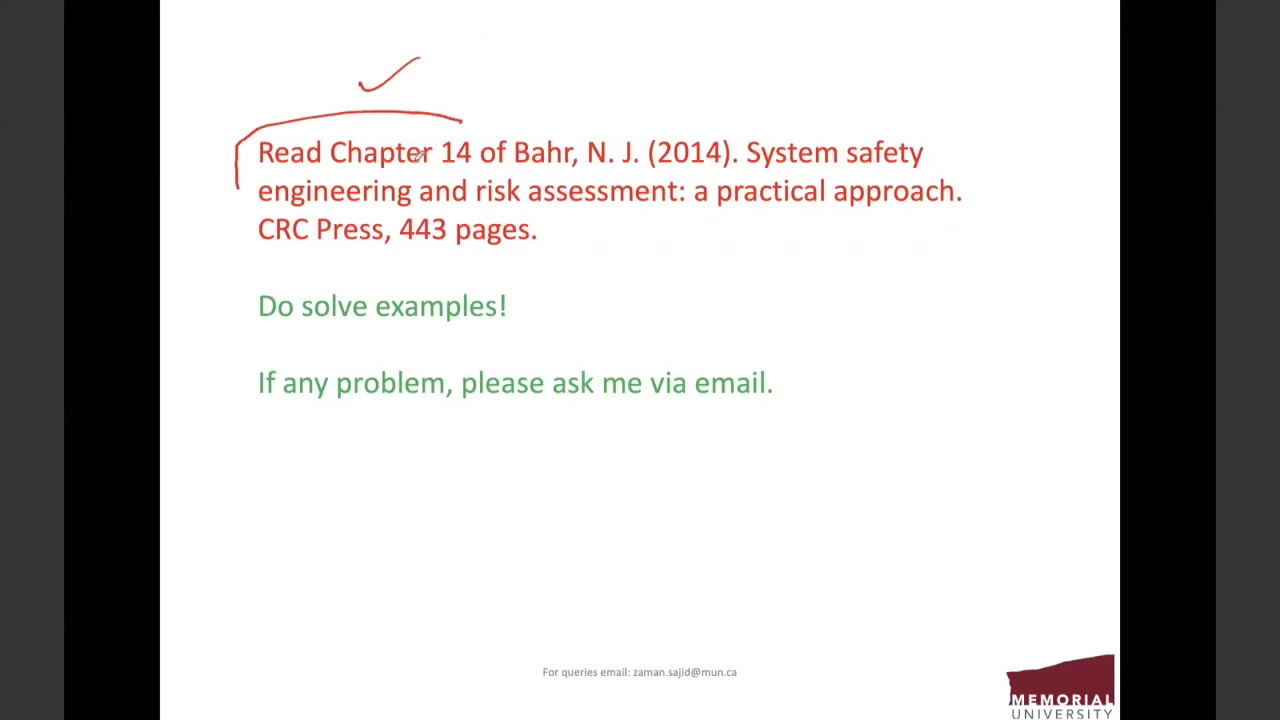 Read Chapter 14 of Bahr, N. J. (2014). System safety
engineering and risk assessment: a practical approach.
CRC Press, 443 pages.
Do solve examples!
If any problem, please ask me via email.
For queries email: zaman.sajid@mun.ca
MEMORIAL
UNIVERSITY